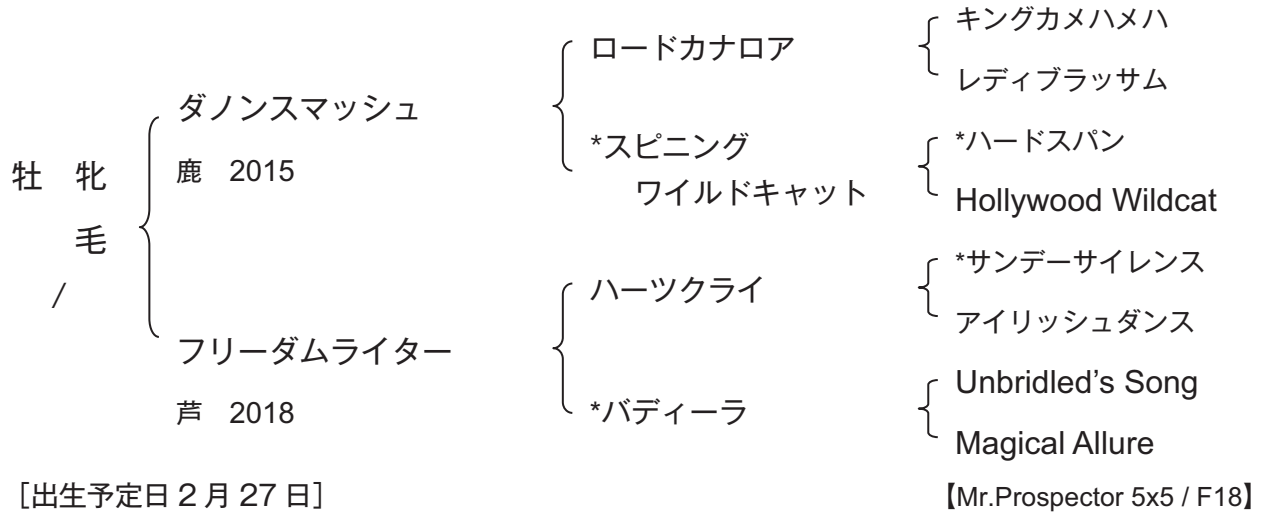 牡 牝
毛
/
ダノンスマッシュ
鹿 2015
フリーダムライター
芦 2018
ロードカナロア
*スピニング
ワイルドキャット
ハーツクライ
*バディーラ
キングカメハメハ
レディブラッサム
*ハードスパン
Hollywood Wildcat
*サンデーサイレンス
アイリッシュダンス
Unbridled's Song
Magical Allure
[出生予定日 2 月 27 日]
【Mr.Prospector 5x5 / F18】